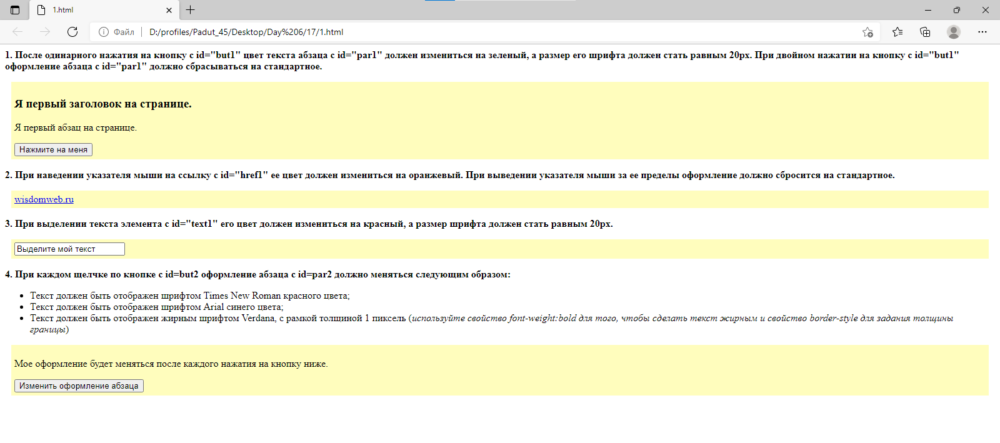 1.html
Файл
D:/profiles/Padut_45/Desktop/Day%206/17/1.html
1. После одинарного нажатия на кнопку с id="but1" цвет текста абзаца с id="par1" должен измениться на зеленый, а размер его шрифта должен стать равным 20px. При двойном нажатии на кнопку с id="but1"
оформление абзаца с id="par1" должно сбрасываться на стандартное.
Я первый заголовок на странице.
Я первый абзац на странице.
Нажмите на меня
2. При наведении указателя мыши на ссылку с id="href1" ее цвет должен измениться на оранжевый. При выведении указателя мыши за ее пределы оформление должно сбросится на стандартное.
wisdomweb.ru
3. При выделении текста элемента с id="text1" его цвет должен измениться на красный, а размер шрифта должен стать равным 20px.
Выделите мой текст
4. При каждом щелчке по кнопке с id=but2 оформление абзаца с id=par2 должно меняться следующим образом:
• Текст должен быть отображен шрифтом Times New Roman красного цвета;
• Текст должен быть отображен шрифтом Arial синего цвета;
• Текст должен быть отображен жирным шрифтом Verdana, с рамкой толщиной 1 пиксель (используйте свойство font-weight:bold для того, чтобы сделать текст жирным и свойство border-style для задания толщины
границы)
Мое оформление будет меняться после каждого нажатия на кнопку ниже.
Изменить оформление абзаца